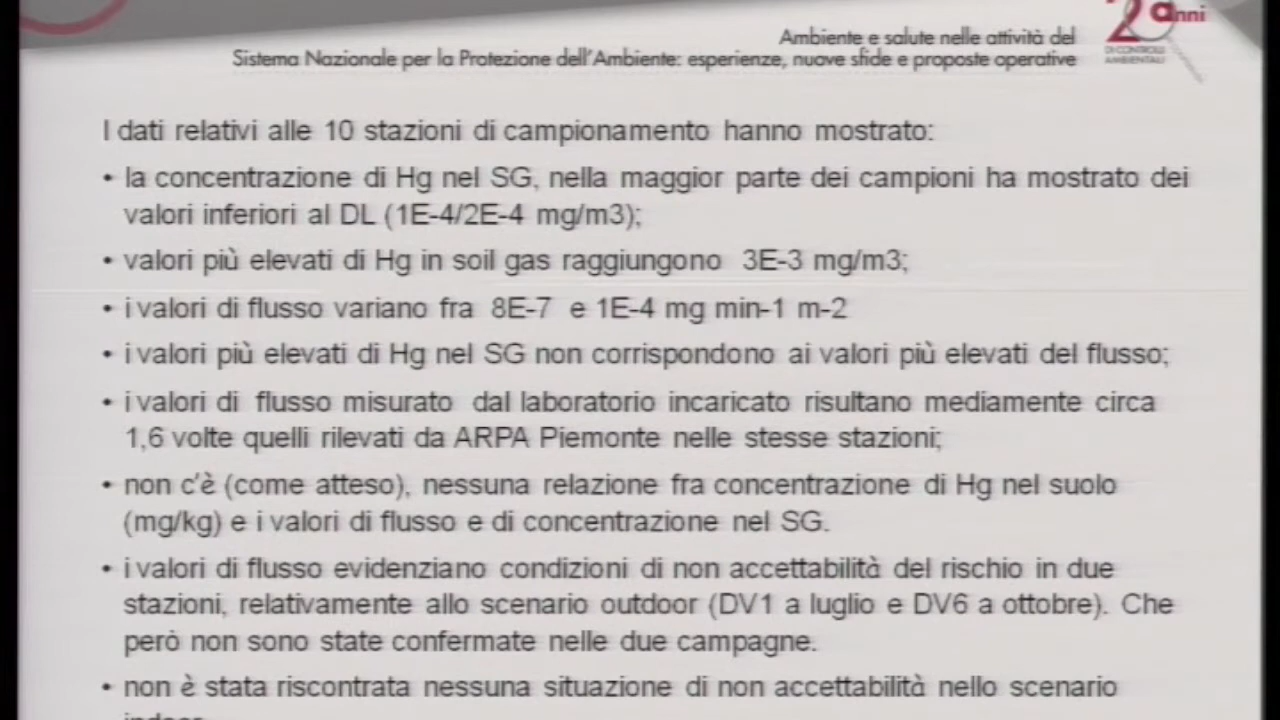 20 anni
DI CONTROLLI
AMBIENTALI
Ambiente e salute nelle attività del
Sistema Nazionale per la Protezione dell'Ambiente: esperienze, nuove sfide e proposte operative
I dati relativi alle 10 stazioni di campionamento hanno mostrato:
• la concentrazione di Hg nel SG, nella maggior parte dei campioni ha mostrato dei
valori inferiori al DL (1E-4/2E-4 mg/m3);
• valori più elevati di Hg in soil gas raggiungono 3E-3 mg/m3;
• i valori di flusso variano fra 8E-7 e 1E-4 mg min-1 m-2
• i valori più elevati di Hg nel SG non corrispondono ai valori più elevati del flusso;
• i valori di flusso misurato dal laboratorio incaricato risultano mediamente circa
1,6 volte quelli rilevati da ARPA Piemonte nelle stesse stazioni;
• non c'è (come atteso), nessuna relazione fra concentrazione di Hg nel suolo
(mg/kg) e i valori di flusso e di concentrazione nel SG.
• i valori di flusso evidenziano condizioni di non accettabilità del rischio in due
stazioni, relativamente allo scenario outdoor (DV1 a luglio e DV6 a ottobre). Che
però non sono state confermate nelle due campagne.
• non è stata riscontrata nessuna situazione di non accettabilità nello scenario